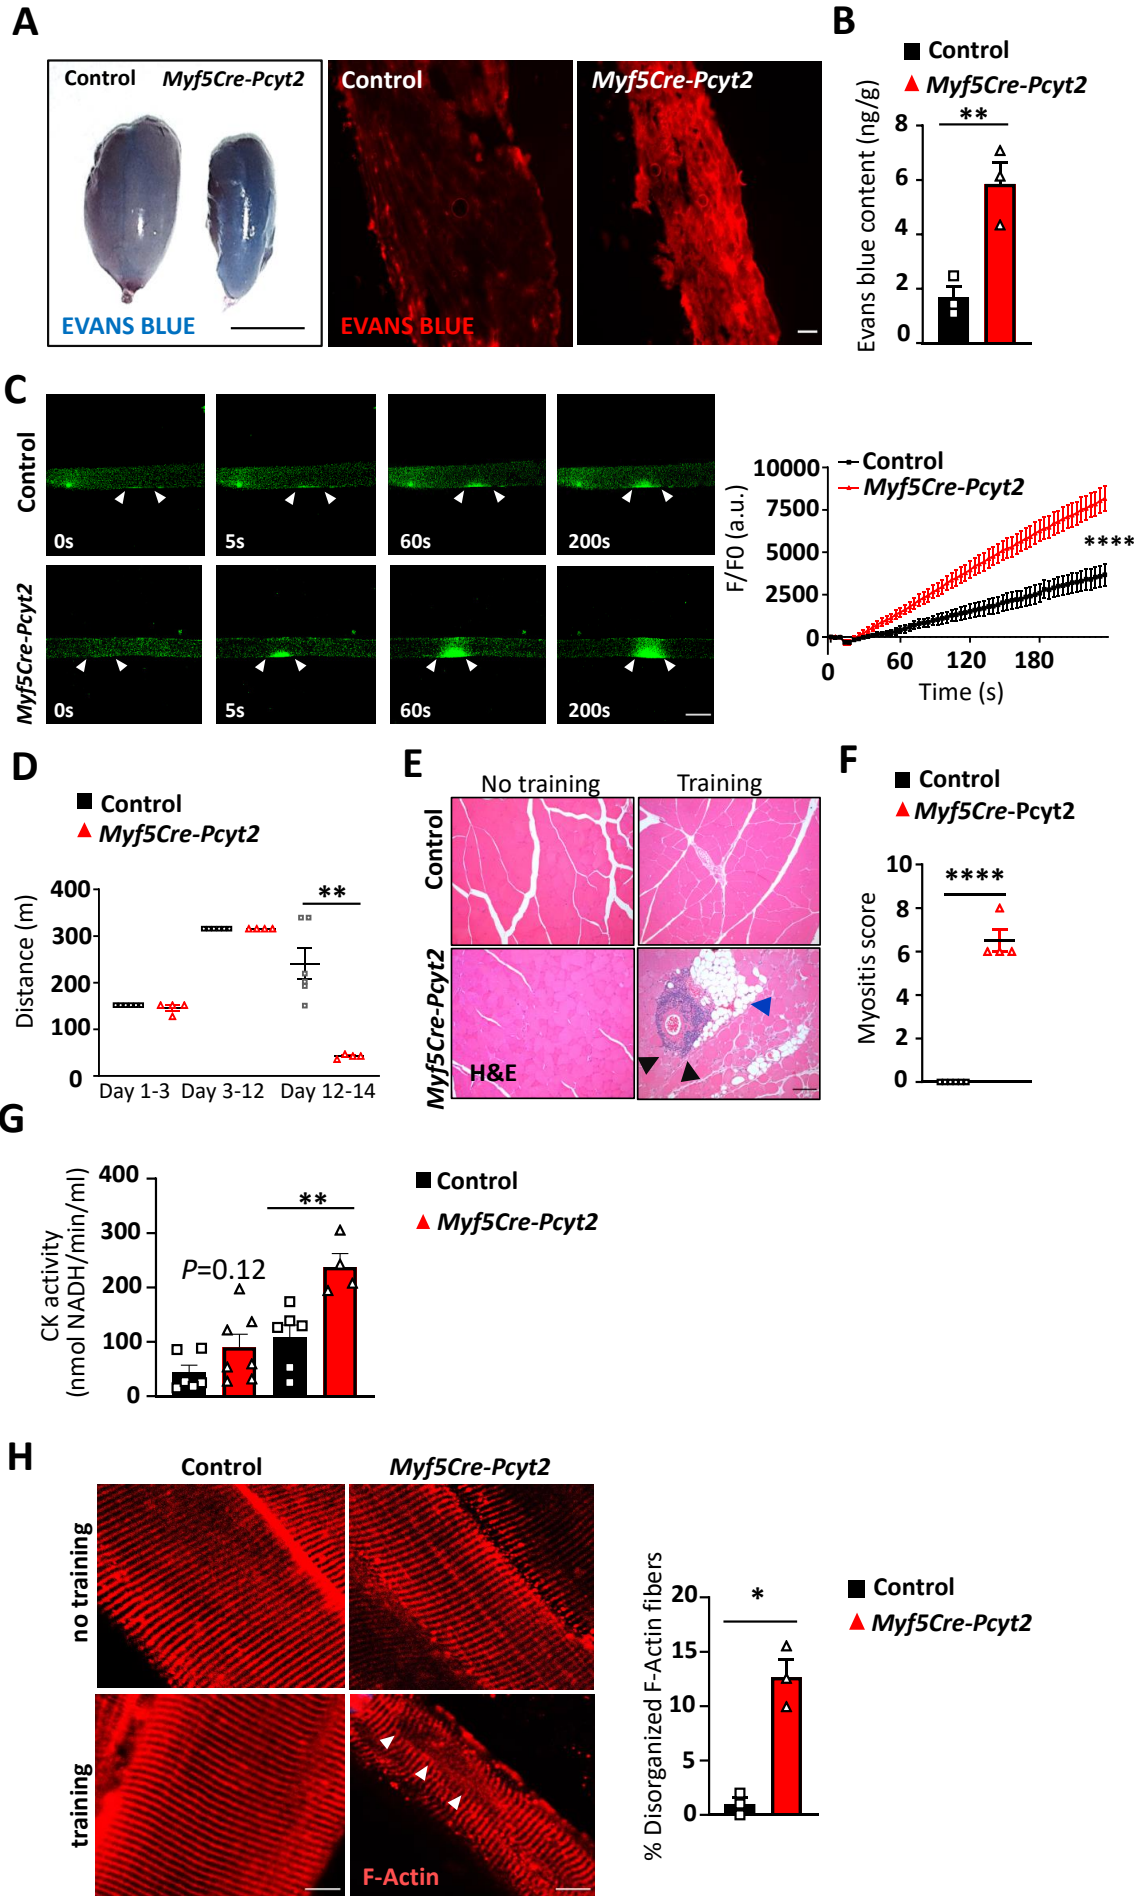 A
Control Myf5Cre-Pcyt2
EVANS BLUE
Control
EVANS BLUE
Myf5Cre-Pcyt2
B
Control
Myf5Cre-Pcyt2
Evans blue content (ng/g)
**
8
6
4
2
0
C
Control
0s
5s
60s
200s
Myf5Cre-Pcyt2
0s
5s
60s
200s
F/F0 (a.u.)
10000
7500
5000
2500
0
Control
Myf5Cre-Pcyt2
****
0 60 120 180
Time (s)
D
Control
Myf5Cre-Pcyt2
Distance (m)
400
300
200
100
0
**
Day 1-3 Day 3-12 Day 12-14
E
No training Training
Control
Myf5Cre-Pcyt2
H&E
F
Control
Myf5Cre-Pcyt2
Myositis score
10
8
6
4
2
0
****
G
CK activity
(nmol NADH/min/ml)
400
300
200
100
0
P=0.12
**
Control
Myf5Cre-Pcyt2
H
Control Myf5Cre-Pcyt2
no training
training
F-Actin
% Disorganized F-Actin fibers
20
15
10
5
0
*
Control
Myf5Cre-Pcyt2